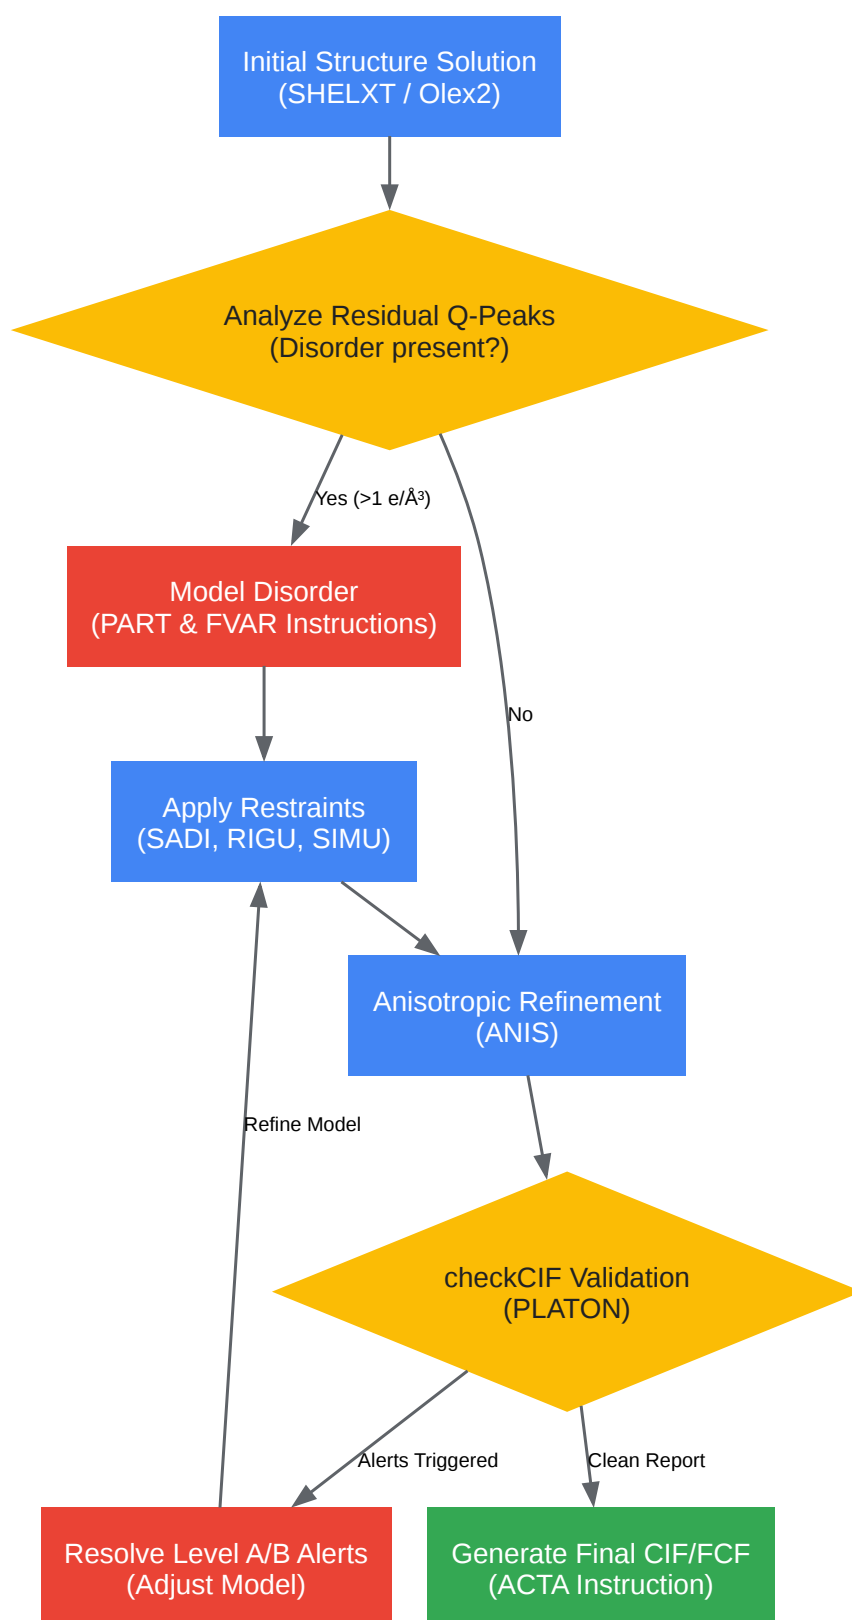 Initial Structure Solution
(SHELXT / Olex2)
Analyze Residual Q-Peaks
(Disorder present?)
Yes (>1 e/Å³)
Model Disorder
(PART & FVAR Instructions)
No
Apply Restraints
(SADI, RIGU, SIMU)
Anisotropic Refinement
(ANIS)
Refine Model
checkCIF Validation
(PLATON)
Alerts Triggered
Clean Report
Resolve Level A/B Alerts
(Adjust Model)
Generate Final CIF/FCF
(ACTA Instruction)